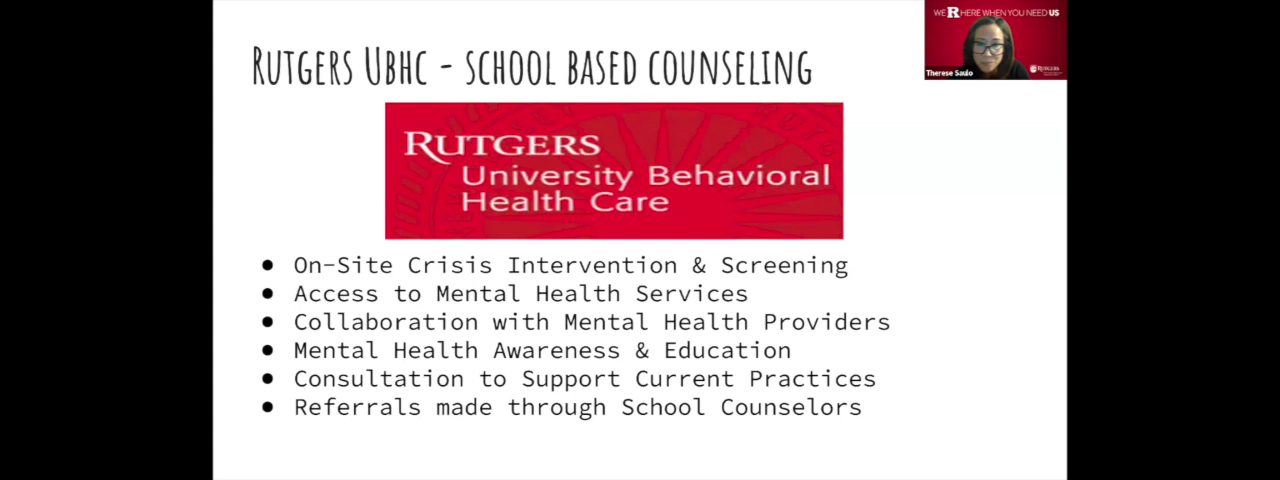 WE R HERE WHEN YOU NEED US
Therese Saulo
RUTGERS
RUTGERS UBHC - SCHOOL BASED COUNSELING
RUTGERS
University Behavioral
Health Care
● On-Site Crisis Intervention & Screening
● Access to Mental Health Services
● Collaboration with Mental Health Providers
● Mental Health Awareness & Education
● Consultation to Support Current Practices
● Referrals made through School Counselors